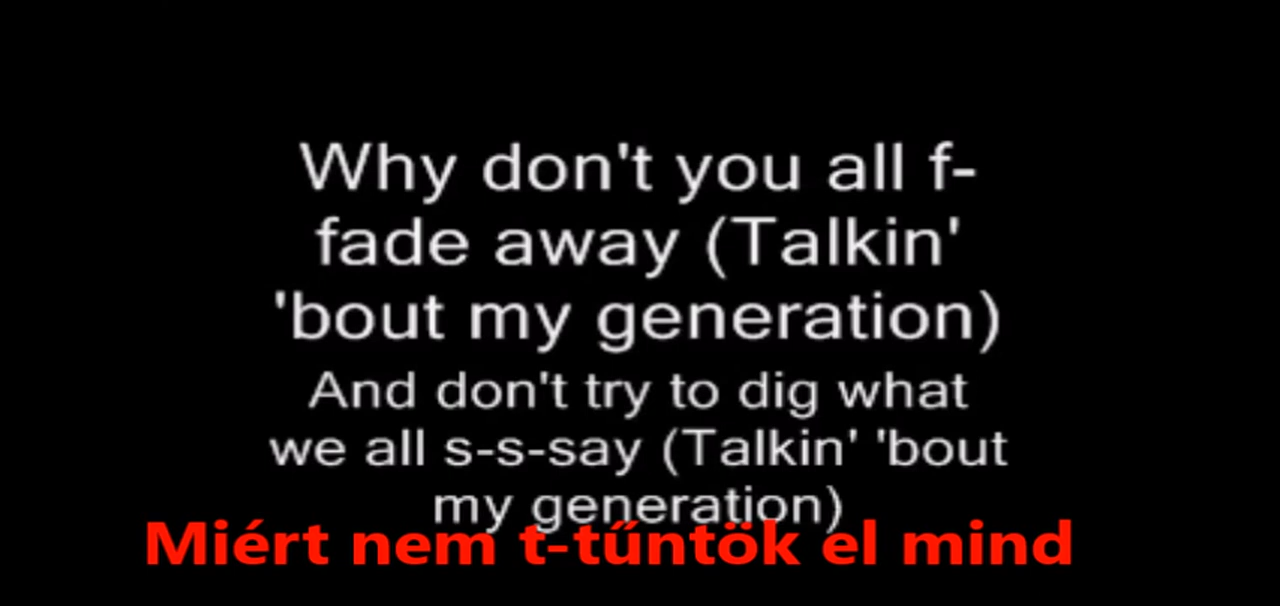 Why don't you all f-
fade away (Talkin'
'bout my generation)
And don't try to dig what
we all s-s-say (Talkin' 'bout
my generation)
Miért nem t-tűntök el mind